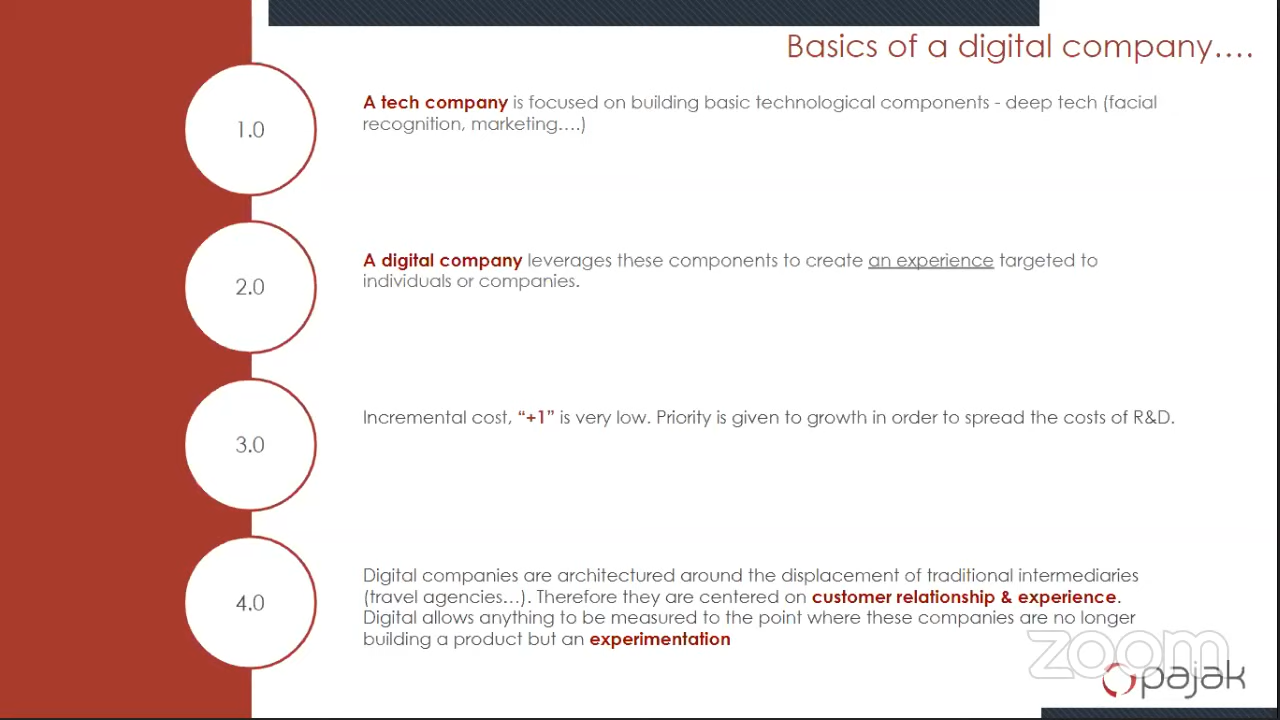 Basics of a digital company....
1.0
A tech company is focused on building basic technological components - deep tech (facial
recognition, marketing....)
2.0
A digital company leverages these components to create an experience targeted to
individuals or companies.
3.0
Incremental cost, “+1” is very low. Priority is given to growth in order to spread the costs of R&D.
4.0
Digital companies are architectured around the displacement of traditional intermediaries
(travel agencies...). Therefore they are centered on customer relationship & experience.
Digital allows anything to be measured to the point where these companies are no longer
building a product but an experimentation
zoom
pajak